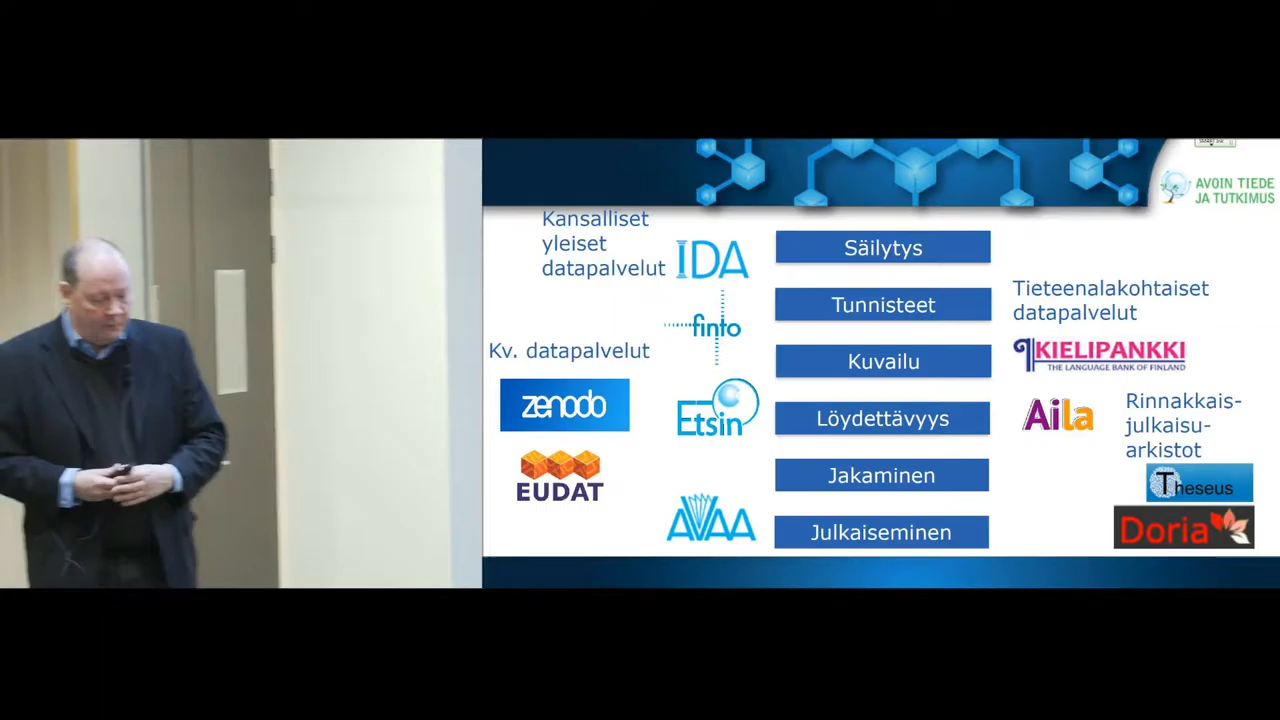 AVOIN TIEDE
JA TUTKIMUS
Kansalliset
yleiset
datapalvelut
IDA
finto
Kv. datapalvelut
zenodo
EUDAT
Etsin
AVAA
Säilytys
Tunnisteet
Kuvailu
Löydettävyys
Jakaminen
Julkaiseminen
Tieteenalakohtaiset
datapalvelut
KIELIPANKKI
THE LANGUAGE BANK OF FINLAND
Aila
Rinnakkais-
julkaisu-
arkistot
Theseus
Doria